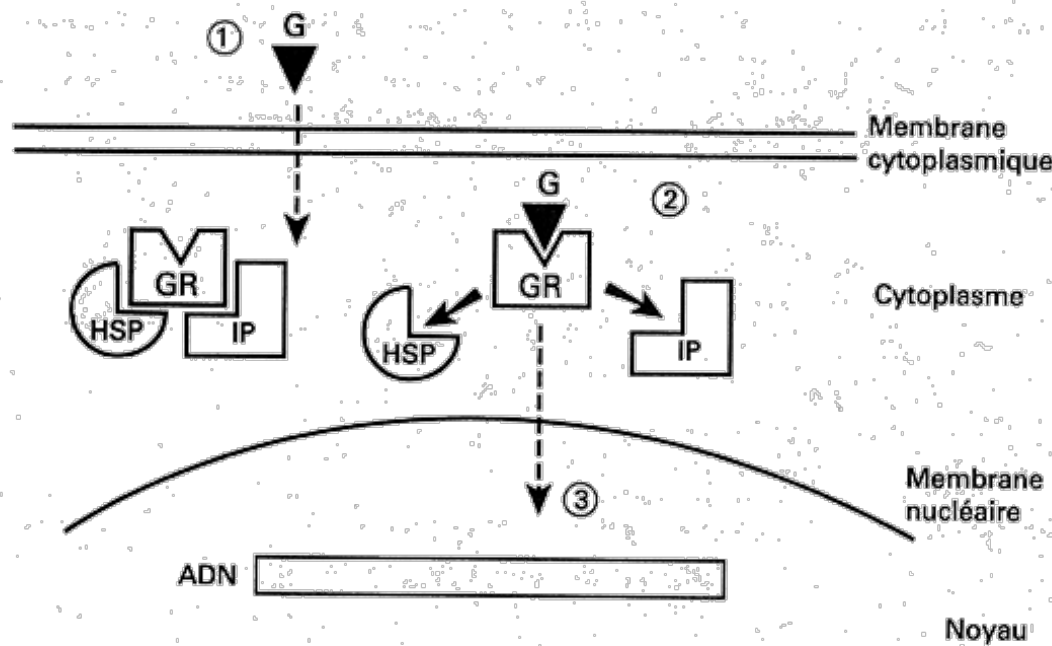 ① G
Membrane
cytoplasmique
G ②
GR GR
HSP IP HSP IP
Cytoplasme
③
Membrane
nucléaire
ADN
Noyau